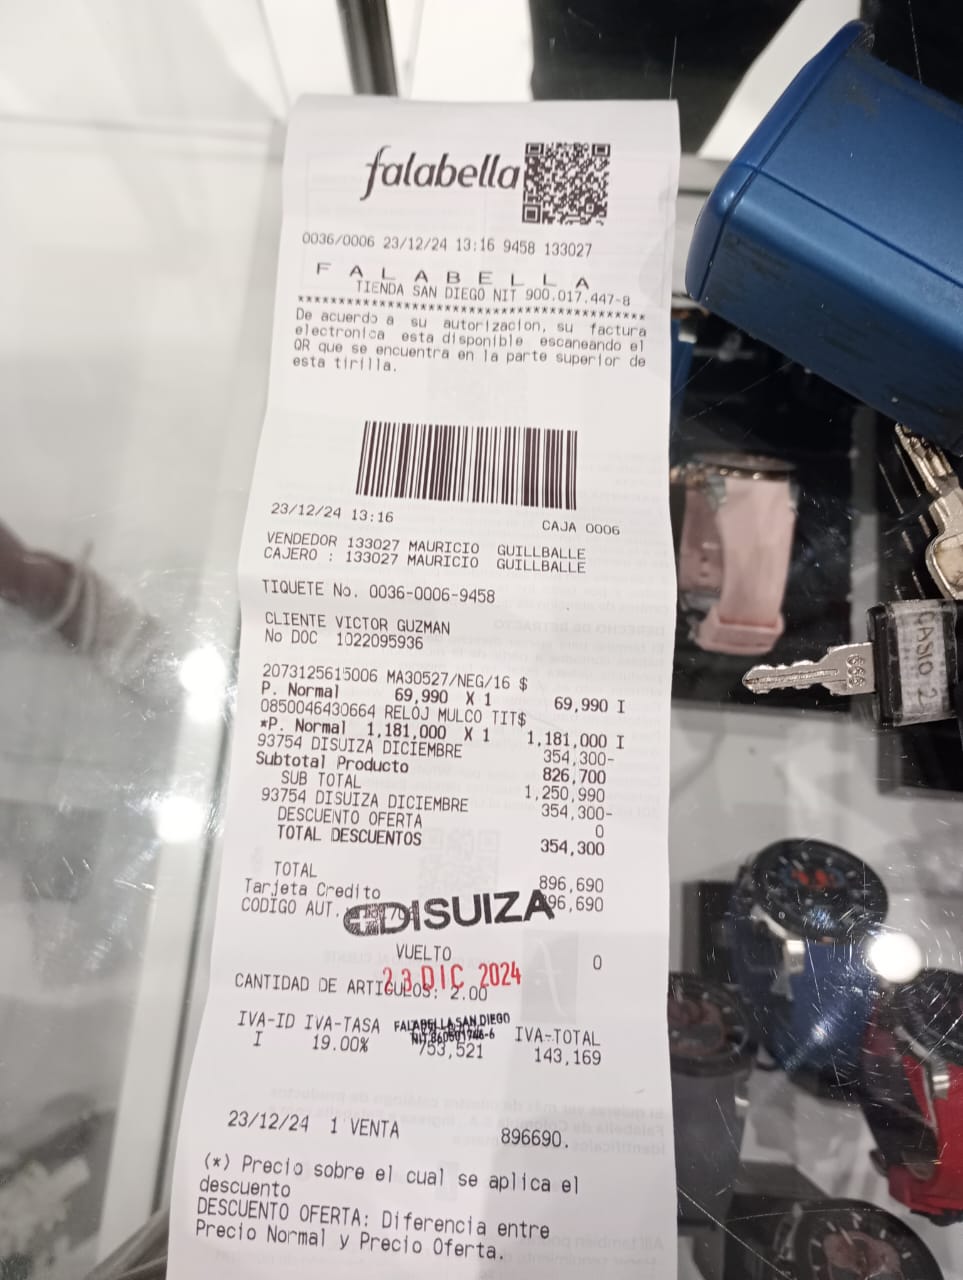 falabella
0036/0006 23/12/24 13:16 9458 133027
F A L A B E L L A
TIENDA SAN DIEGO NIT 900.017.447-8
****************************************
De acuerdo a su autorizacion, su factura
electronica esta disponible escaneando el
QR que se encuentra en la parte superior de
esta tirilla.
23/12/24 13:16 CAJA 0006
VENDEDOR 133027 MAURICIO GUILLBALLE
CAJERO : 133027 MAURICIO GUILLBALLE
TIQUETE No. 0036-0006-9458
CLIENTE VICTOR GUZMAN
No DOC 1022095936
2073125615006 MA30527/NEG/16 $
P. Normal 69,990 X 1 69,990 I
0850046430664 RELOJ MULCO TIT$
*P. Normal 1,181,000 X 1 1,181,000 I
93754 DISUIZA DICIEMBRE 354,300-
Subtotal Producto 826,700
SUB TOTAL 1,250,990
93754 DISUIZA DICIEMBRE 354,300-
DESCUENTO OFERTA 0
TOTAL DESCUENTOS 354,300
TOTAL 896,690
Tarjeta Credito 896,690
CODIGO AUT.
DISUIZA
VUELTO 0
23 DIC 2024
CANTIDAD DE ARTIGULOS: 2.00
IVA-ID IVA-TASA IVA-TOTAL
FALABELLA SAN DIEGO
I 19.00% 753,521 143,169
23/12/24 1 VENTA 896690.
(*) Precio sobre el cual se aplica el
descuento
DESCUENTO OFERTA: Diferencia entre
Precio Normal y Precio Oferta.
CASIO 2
666